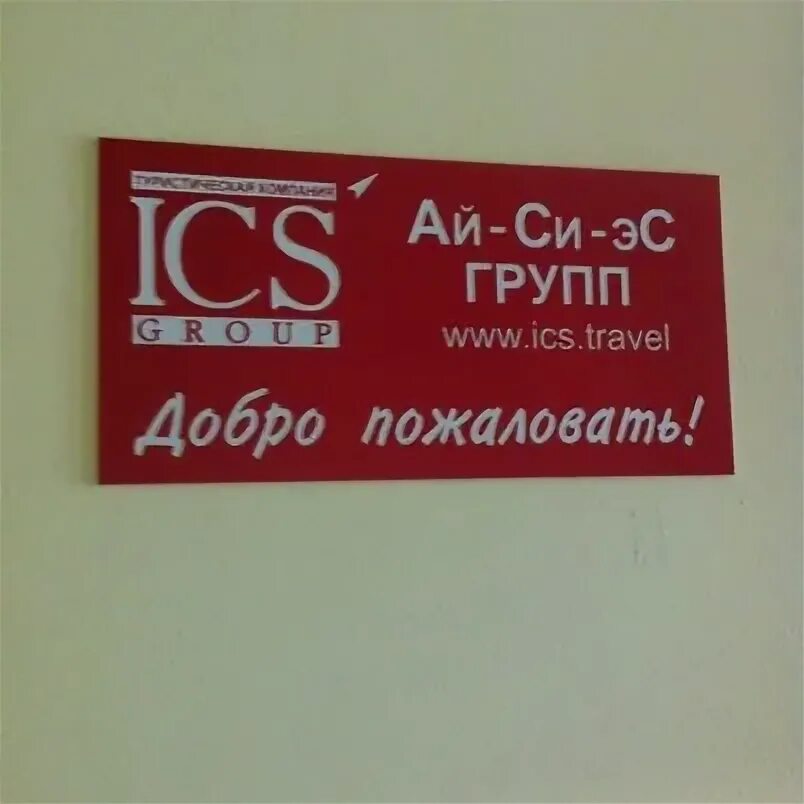 ТУРИСТИЧЕСКАЯ КОМПАНИЯ
ICS
GROUP
Ай-Си-эС
ГРУПП
www.ics.travel
Добро пожаловать!